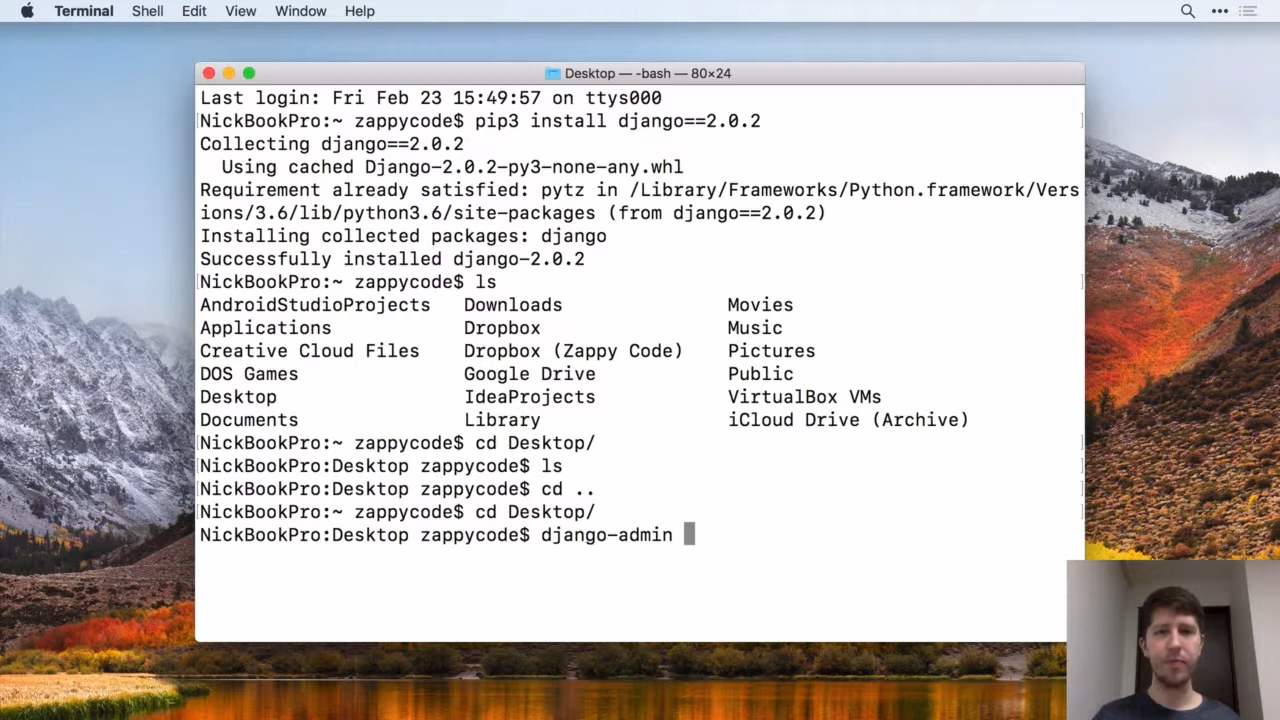 Terminal Shell Edit View Window Help
Desktop — -bash — 80×24
Last login: Fri Feb 23 15:49:57 on ttys000
NickBookPro:~ zappycode$ pip3 install django==2.0.2
Collecting django==2.0.2
  Using cached Django-2.0.2-py3-none-any.whl
Requirement already satisfied: pytz in /Library/Frameworks/Python.framework/Vers
ions/3.6/lib/python3.6/site-packages (from django==2.0.2)
Installing collected packages: django
Successfully installed django-2.0.2
NickBookPro:~ zappycode$ ls
AndroidStudioProjects Downloads Movies
Applications Dropbox Music
Creative Cloud Files Dropbox (Zappy Code) Pictures
DOS Games Google Drive Public
Desktop IdeaProjects VirtualBox VMs
Documents Library iCloud Drive (Archive)
NickBookPro:~ zappycode$ cd Desktop/
NickBookPro:Desktop zappycode$ ls
NickBookPro:Desktop zappycode$ cd ..
NickBookPro:~ zappycode$ cd Desktop/
NickBookPro:Desktop zappycode$ django-admin